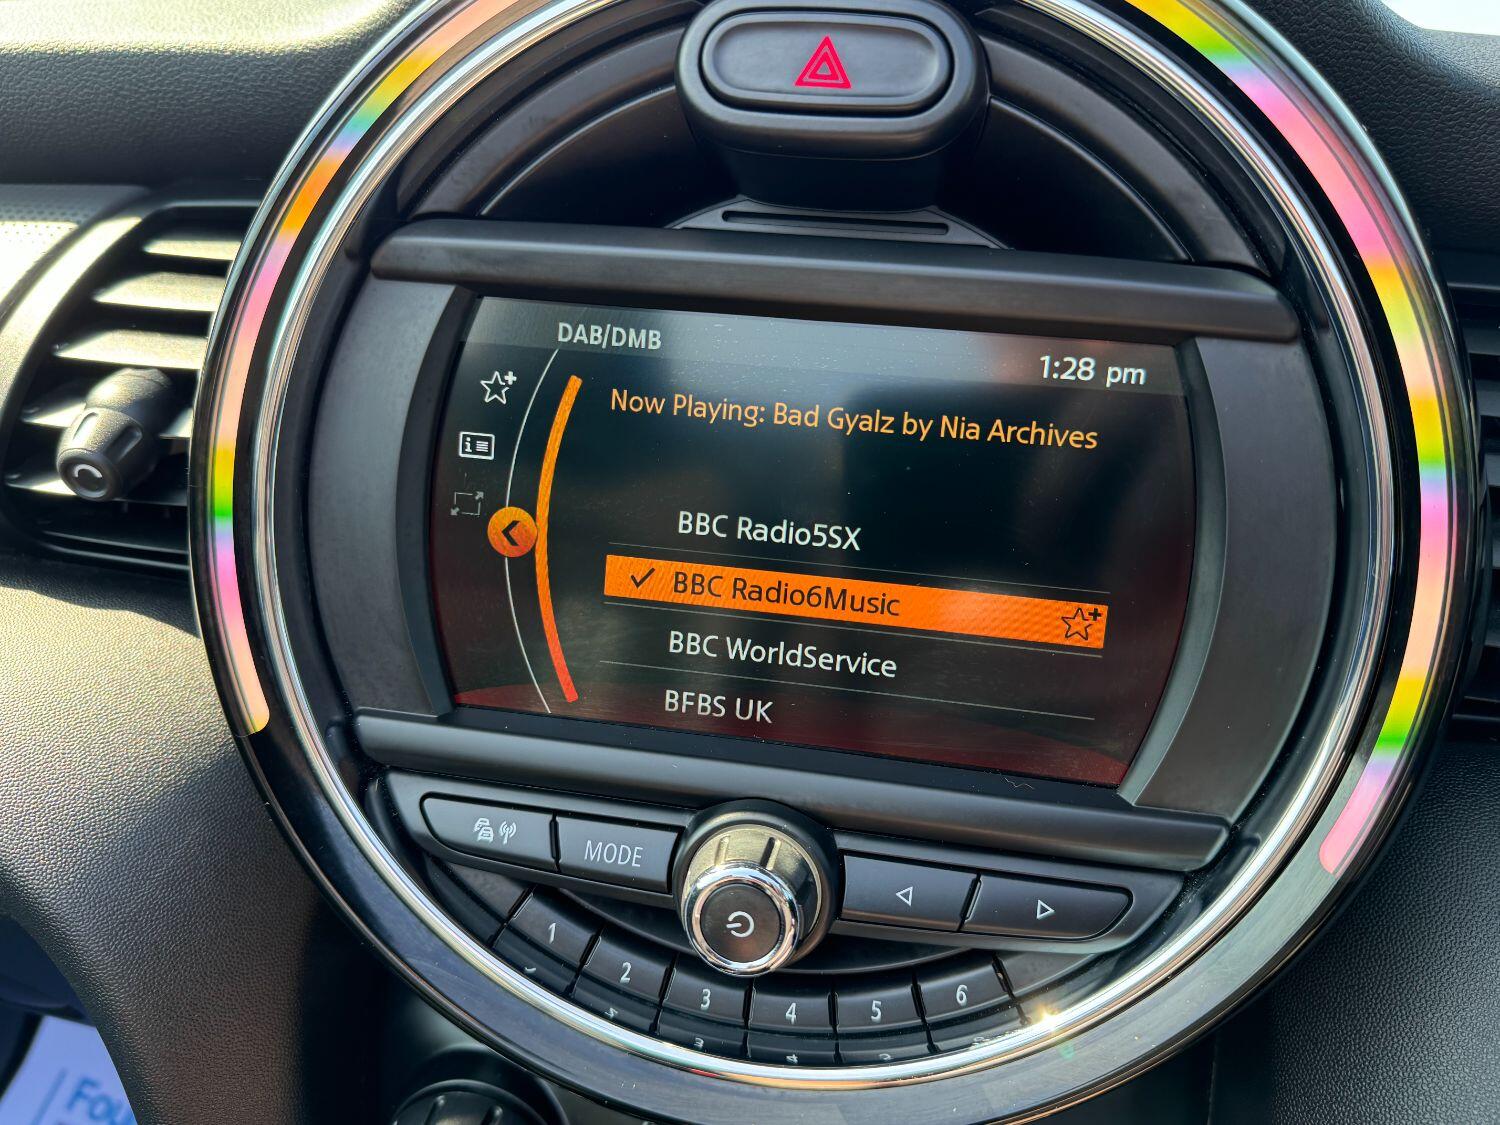 DAB/DMB
1:28 pm
Now Playing: Bad Gyalz by Nia Archives
BBC Radio5SX
BBC Radio6Music
BBC WorldService
BFBS UK
MODE
1
2
3
4
5
6
Fou